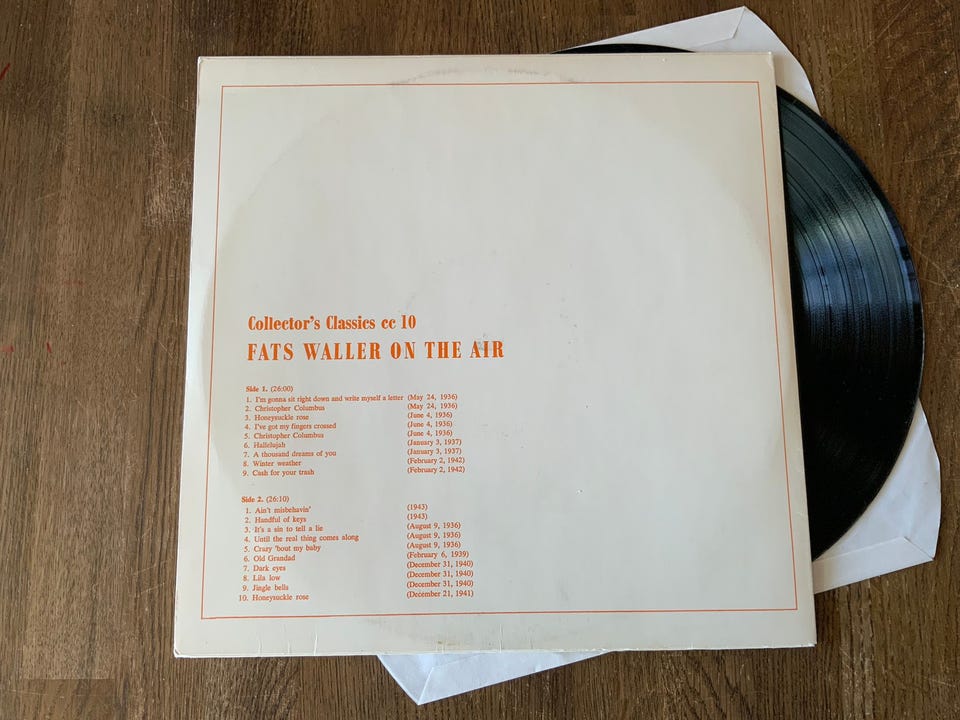 Collector's Classics cc 10
FATS WALLER ON THE AIR
Side 1. (26:00)
1. I'm gonna sit right down and write myself a letter (May 24, 1936)
2. Christopher Columbus (May 24, 1936)
3. Honeysuckle rose (June 4, 1936)
4. I've got my fingers crossed (June 4, 1936)
5. Christopher Columbus (June 4, 1936)
6. Hallelujah (January 3, 1937)
7. A thousand dreams of you (January 3, 1937)
8. Winter weather (February 2, 1942)
9. Cash for your trash (February 2, 1942)
Side 2. (26:10)
1. Ain't misbehavin' (1943)
2. Handful of keys (1943)
3. It's a sin to tell a lie (August 9, 1936)
4. Until the real thing comes along (August 9, 1936)
5. Crazy 'bout my baby (August 9, 1936)
6. Old Grandad (February 6, 1939)
7. Dark eyes (December 31, 1940)
8. Lila low (December 31, 1940)
9. Jingle bells (December 31, 1940)
10. Honeysuckle rose (December 21, 1941)